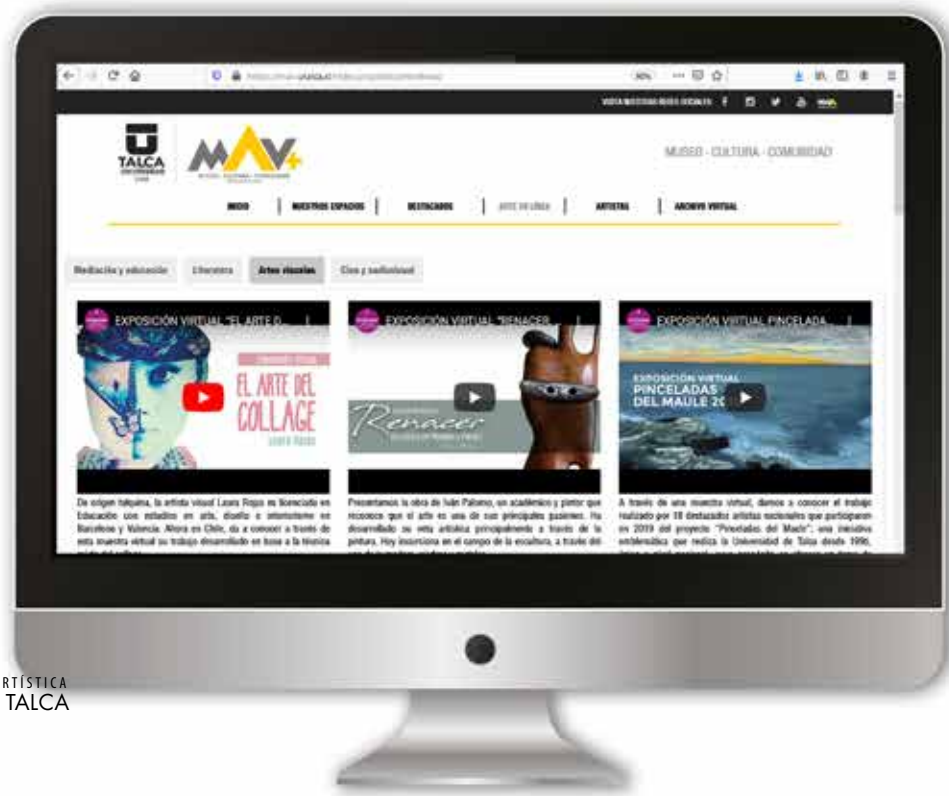 80%
VISITA NUESTRAS REDES SOCIALES
TALCA
UNIVERSIDAD
CHILE
MAV+
MUSEO - CULTURA - COMUNIDAD
INICIO | NUESTROS ESPACIOS | DESTACADOS | ARTE EN LÍNEA | ARTISTAS | ARCHIVO VIRTUAL
Mediación y educación Literatura Artes visuales Cine y audiovisual
EXPOSICIÓN VIRTUAL "EL ARTE D...
EL ARTE DEL
COLLAGE
Laura Rojas
De origen talquina, la artista visual Laura Rojas es licenciada en
Educación con estudios en arte, diseño e interiorismo en
Barcelona y Valencia. Ahora en Chile, da a conocer a través de
esta muestra virtual su trabajo desarrollado en base a la técnica
EXPOSICIÓN VIRTUAL "RENACER...
Renacer
Presentamos la obra de Iván Palomo, un académico y pintor que
reconoce que el arte es una de sus principales pasiones. Ha
desarrollado su veta artística principalmente a través de la
pintura. Hoy incursiona en el campo de la escultura, a través del
EXPOSICIÓN VIRTUAL PINCELADA...
EXPOSICIÓN VIRTUAL
PINCELADAS
DEL MAULE 20
A través de una muestra virtual, damos a conocer el trabajo
realizado por 18 destacados artistas nacionales que participaron
en 2019 del proyecto "Pinceladas del Maule", una iniciativa
emblemática que realiza la Universidad de Talca desde 1996,
RTÍSTICA
TALCA